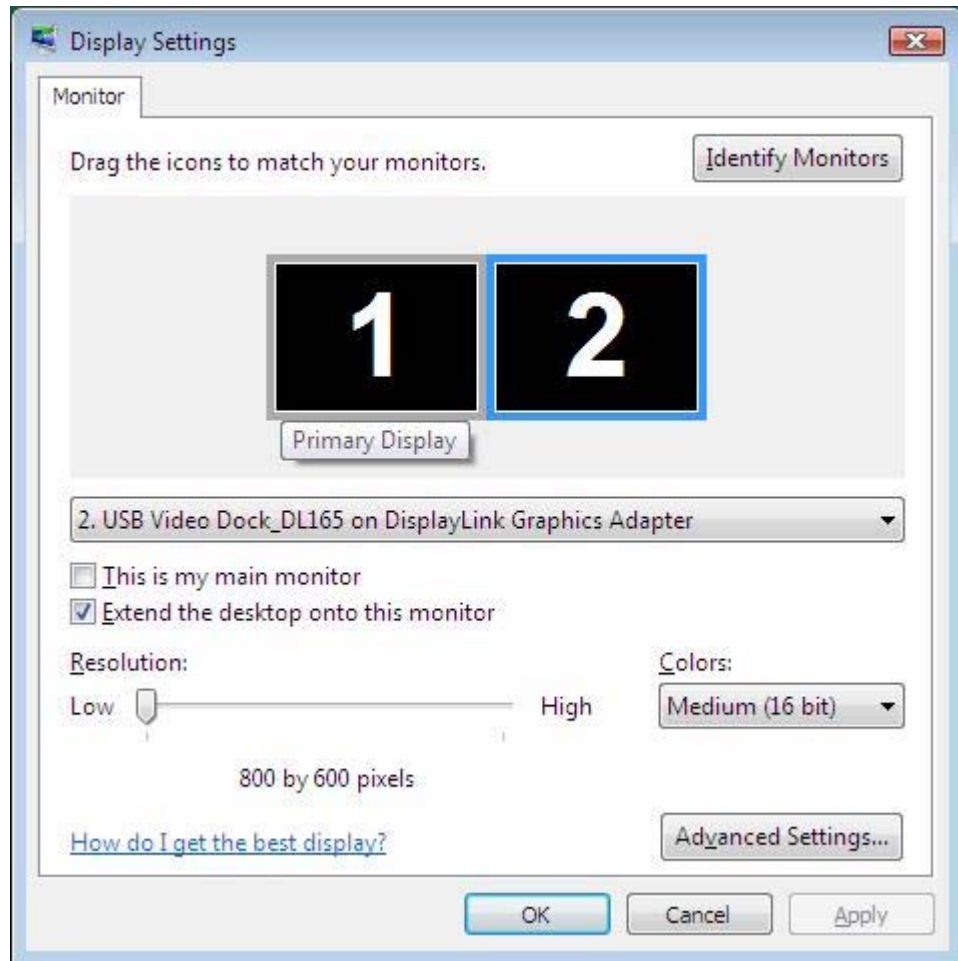 Display Settings
Monitor
Drag the icons to match your monitors.
Identify Monitors
1
2
Primary Display
2. USB Video Dock_DL165 on DisplayLink Graphics Adapter
This is my main monitor
Extend the desktop onto this monitor
Resolution:
Colors:
Low
High
Medium (16 bit)
800 by 600 pixels
How do I get the best display?
Advanced Settings...
OK
Cancel
Apply